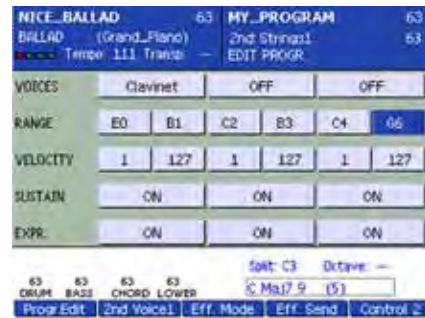 NICE_BALLAD 63 MY_PROGRAM 63
BALLAD (Grand_Piano) 2nd Strings1 63
Tempo 111 Transp. — EDIT PROGR
VOICES Clavinet OFF OFF
RANGE E0 B1 C2 B3 C4 G6
VELOCITY 1 127 1 127 1 127
SUSTAIN ON ON ON
EXPR. ON ON ON
Split: C3 Octave: —
63 63 63 63
C Maj7 9 (5)
DRUM BASS CHORD LOWER
Progr.Edit 2nd Voice1 Eff. Mode Eff. Send Control 2